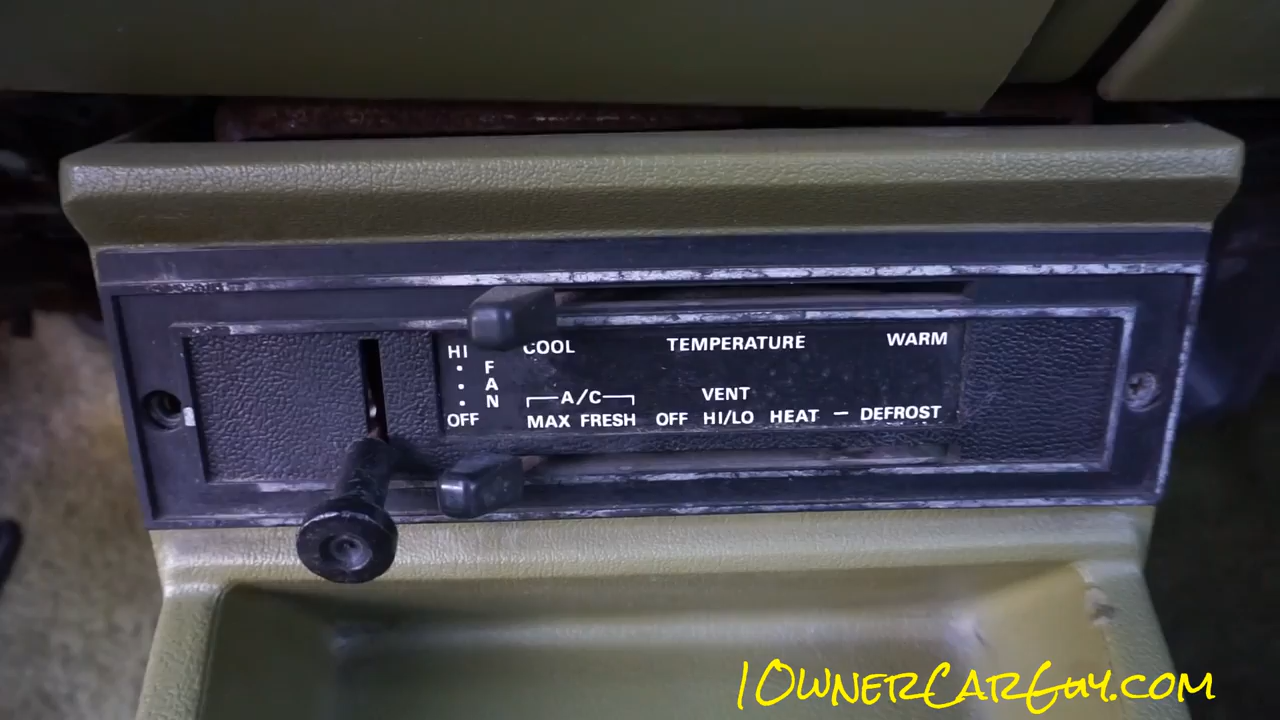 HI COOL TEMPERATURE WARM
F
A
N
A/C VENT
OFF MAX FRESH OFF HI/LO HEAT – DEFROST
1OWNERCARGUY.COM